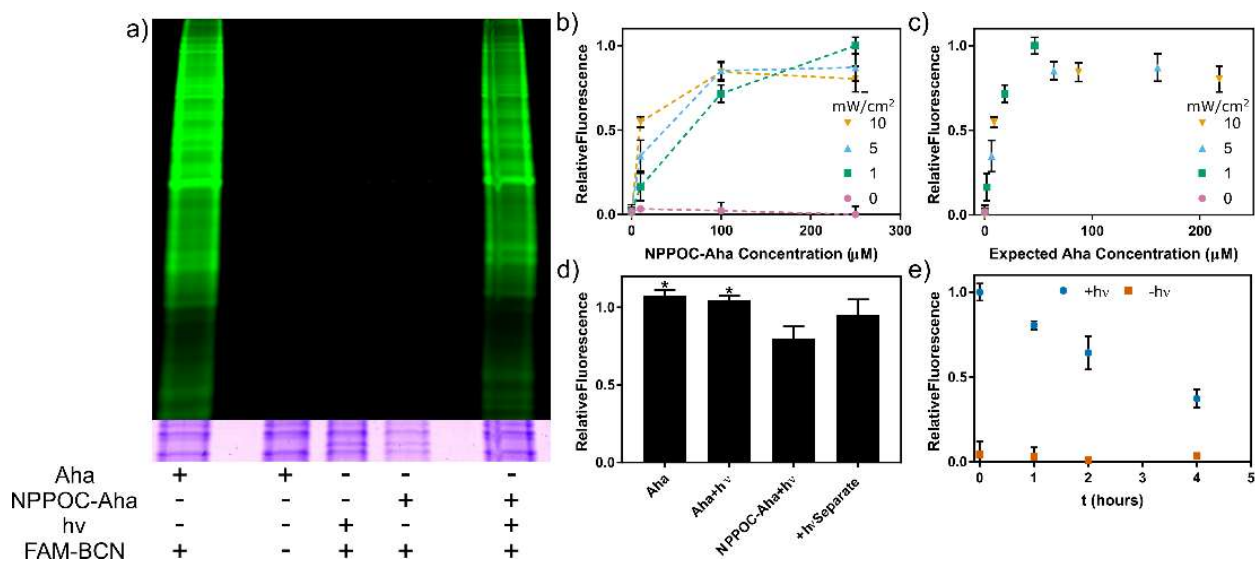 a)
Aha + + - - -
NPPOC-Aha - - - + +
hv - - + - +
FAM-BCN + - + + +
b)
RelativeFluorescence
1.0
0.5
0.0
0 100 200 300
NPPOC-Aha Concentration (μM)
mW/cm2
10
5
1
0
c)
RelativeFluorescence
1.0
0.5
0.0
0 100 200
Expected Aha Concentration (μM)
mW/cm2
10
5
1
0
d)
RelativeFluorescence
1.0
0.5
0.0
* *
Aha
Aha+hν
NPPOC-Aha+hν
+hνSeparate
e)
RelativeFluorescence
+hν -hν
1.0
0.5
0.0
0 1 2 3 4 5
t (hours)